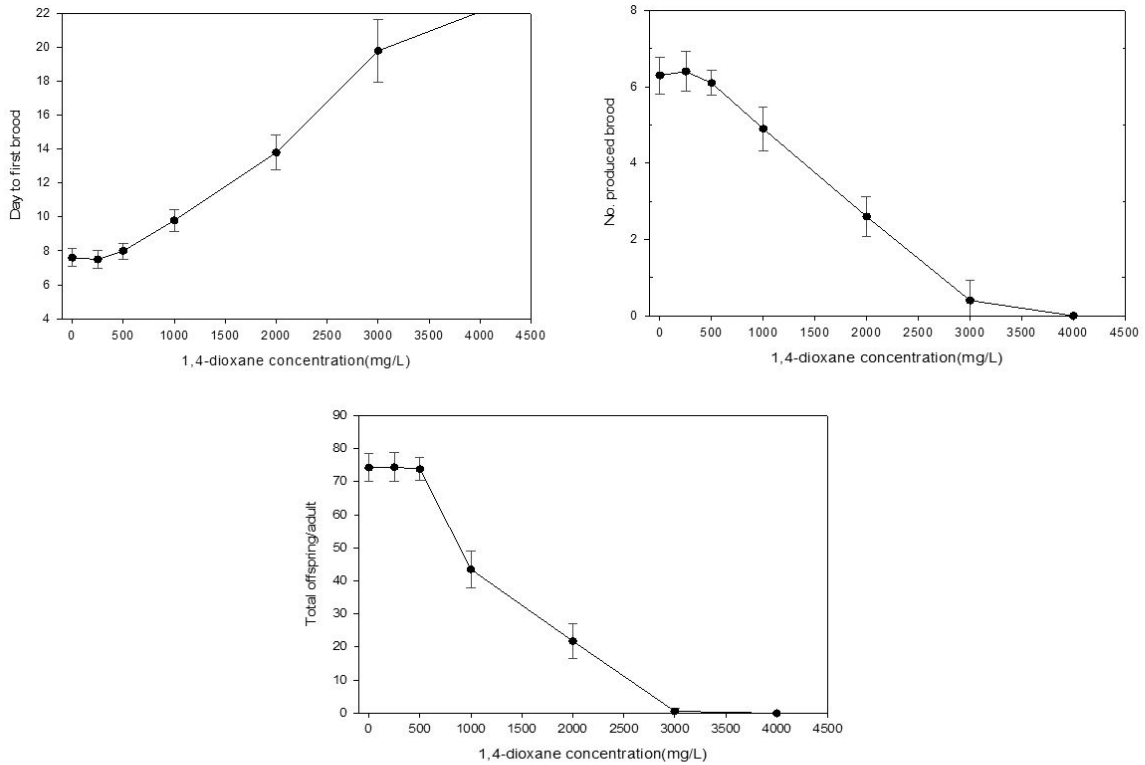 22
20
18
16
14
12
10
8
6
4
Day to first brood
0 500 1000 1500 2000 2500 3000 3500 4000 4500
1,4-dioxane concentration(mg/L)
8
6
4
2
0
No. produced brood
0 500 1000 1500 2000 2500 3000 3500 4000 4500
1,4-dioxane concentration(mg/L)
90
80
70
60
50
40
30
20
10
0
Total offspring/adult
0 500 1000 1500 2000 2500 3000 3500 4000 4500
1,4-dioxane concentration(mg/L)